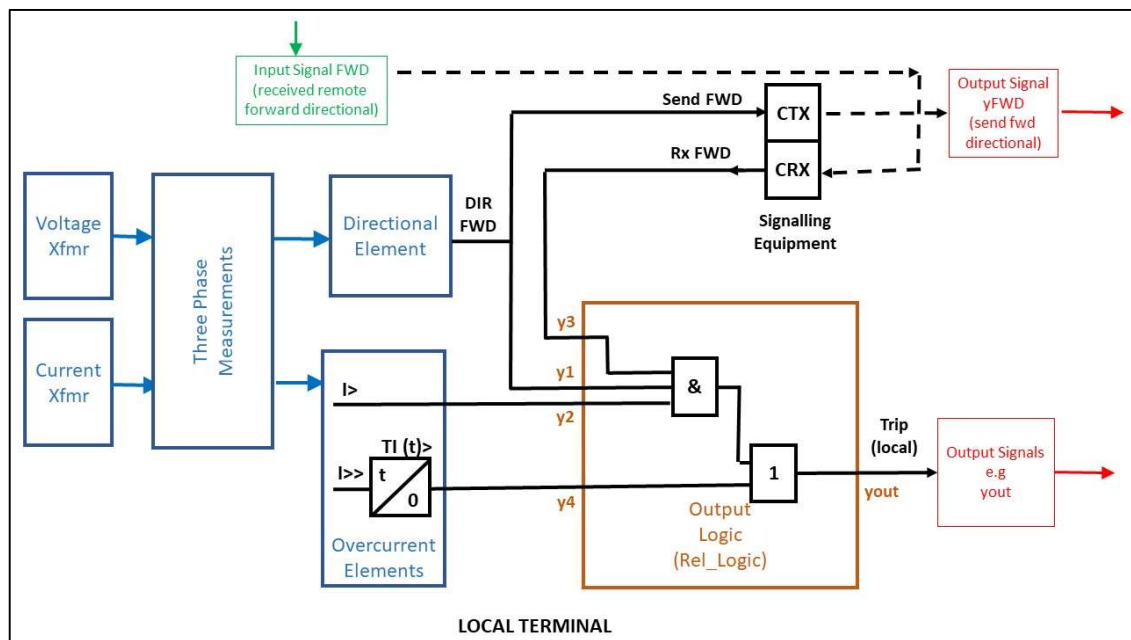 Input Signal FWD
(received remote
forward directional)
Send FWD
CTX
Output Signal
yFWD
(send fwd
directional)
Rx FWD
CRX
Signalling
Equipment
Voltage
Xfmr
Three Phase
Measurements
Directional
Element
DIR
FWD
Current
Xfmr
I>
TI (t)>
I>>
t
0
Overcurrent
Elements
y3
y1
y2
y4
&
1
Output
Logic
(Rel_Logic)
Trip
(local)
yout
Output Signals
e.g
yout
LOCAL TERMINAL